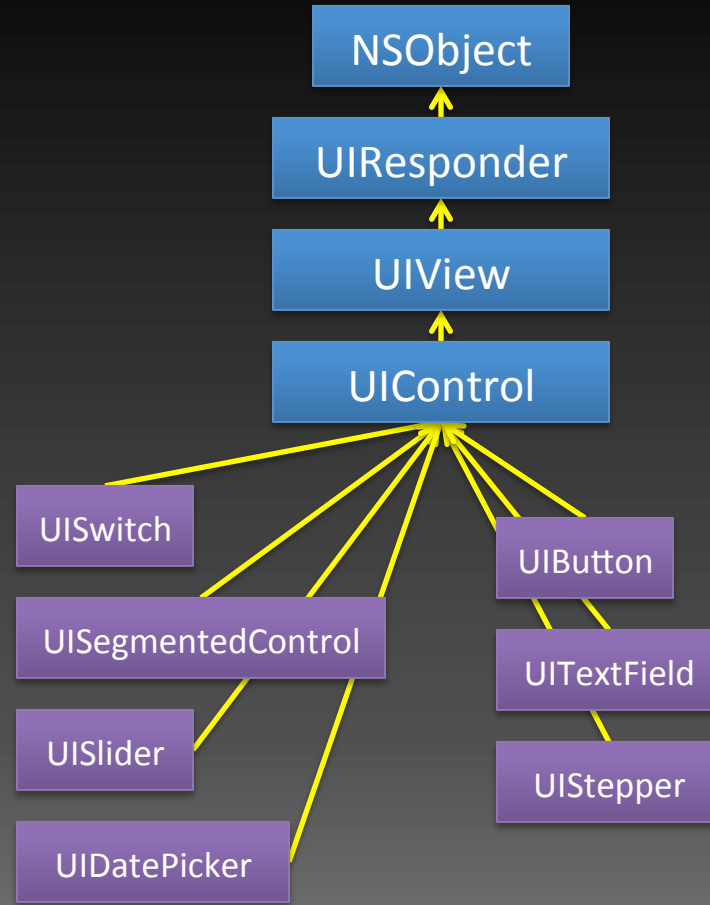 NSObject
UIResponder
UIView
UIControl
UISwitch
UIButton
UISegmentedControl
UITextField
UISlider
UIStepper
UIDatePicker